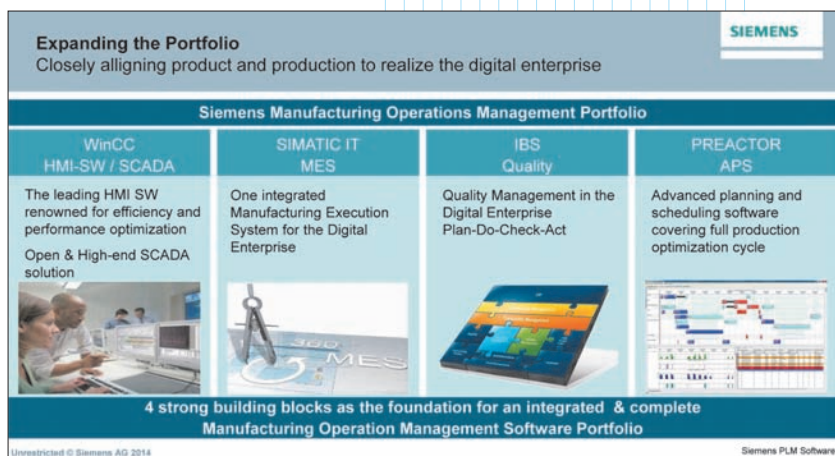 SIEMENS
Expanding the Portfolio
Closely alligning product and production to realize the digital enterprise
Siemens Manufacturing Operations Management Portfolio
WinCC
HMI-SW / SCADA
The leading HMI SW
renowned for efficiency and
performance optimization
Open & High-end SCADA
solution
SIMATIC IT
MES
One integrated
Manufacturing Execution
System for the Digital
Enterprise
360
MES
IBS
Quality
Quality Management in the
Digital Enterprise
Plan-Do-Check-Act
PREACTOR
APS
Advanced planning and
scheduling software
covering full production
optimization cycle
4 strong building blocks as the foundation for an integrated & complete
Manufacturing Operation Management Software Portfolio
Unrestricted © Siemens AG 2014
Siemens PLM Software